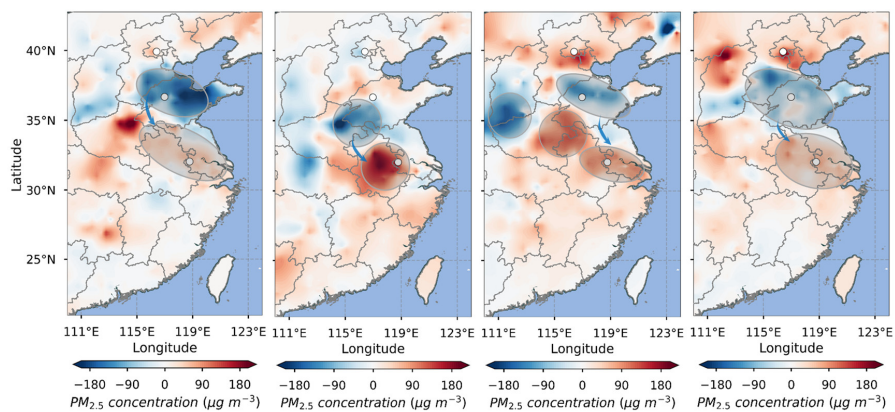 40°N
35°N
30°N
25°N
Latitude
111°E 115°E 119°E 123°E
111°E 115°E 119°E 123°E
111°E 115°E 119°E 123°E
111°E 115°E 119°E 123°E
Longitude
Longitude
Longitude
Longitude
−180 −90 0 90 180
−180 −90 0 90 180
−180 −90 0 90 180
−180 −90 0 90 180
PM2.5 concentration (μg m−3)
PM2.5 concentration (μg m−3)
PM2.5 concentration (μg m−3)
PM2.5 concentration (μg m−3)